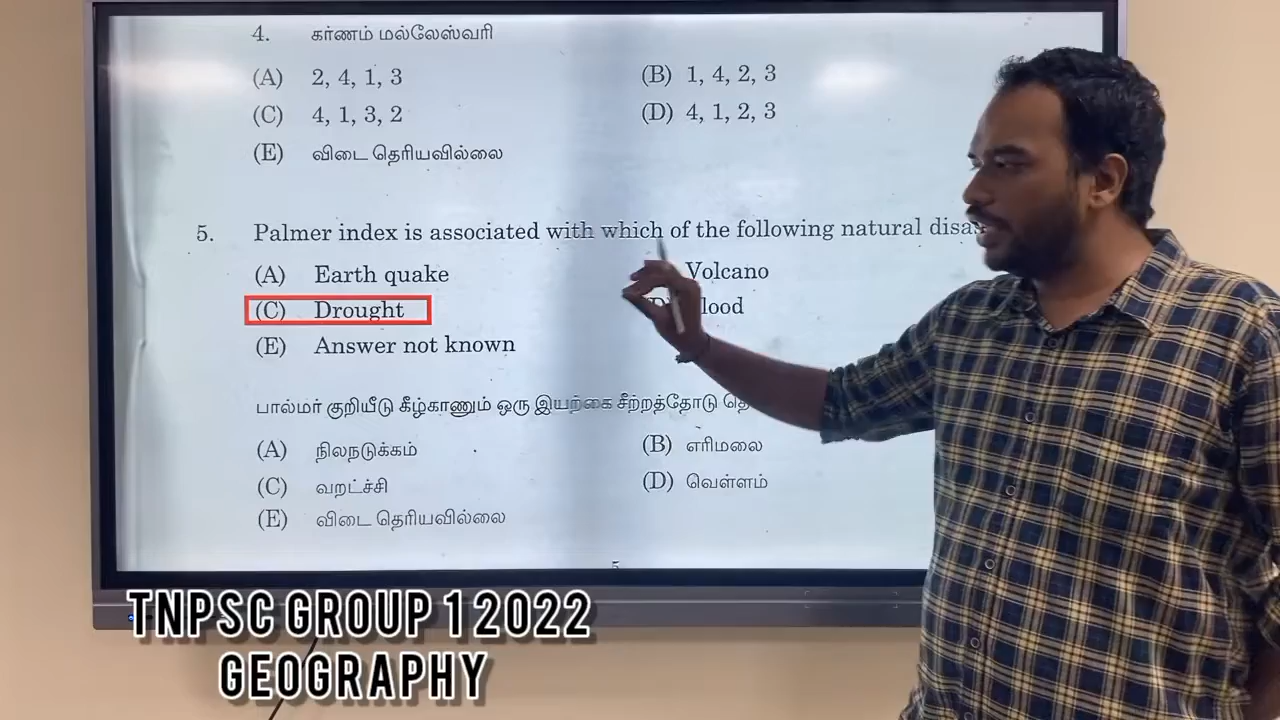 4. கர்ணம் மல்லேஸ்வரி
(A) 2, 4, 1, 3 (B) 1, 4, 2, 3
(C) 4, 1, 3, 2 (D) 4, 1, 2, 3
(E) விடை தெரியவில்லை
5. Palmer index is associated with which of the following natural
(A) Earth quake Volcano
(C) Drought
(E) Answer not known
பால்மர் குறியீடு கீழ்காணும் ஒரு இயற்கை சீற்றத்தோடு
(A) நிலநடுக்கம் (B) எரிமலை
(C) வறட்ச்சி (D) வெள்ளம்
(E) விடை தெரியவில்லை
5
TNPSC GROUP 1 2022
GEOGRAPHY